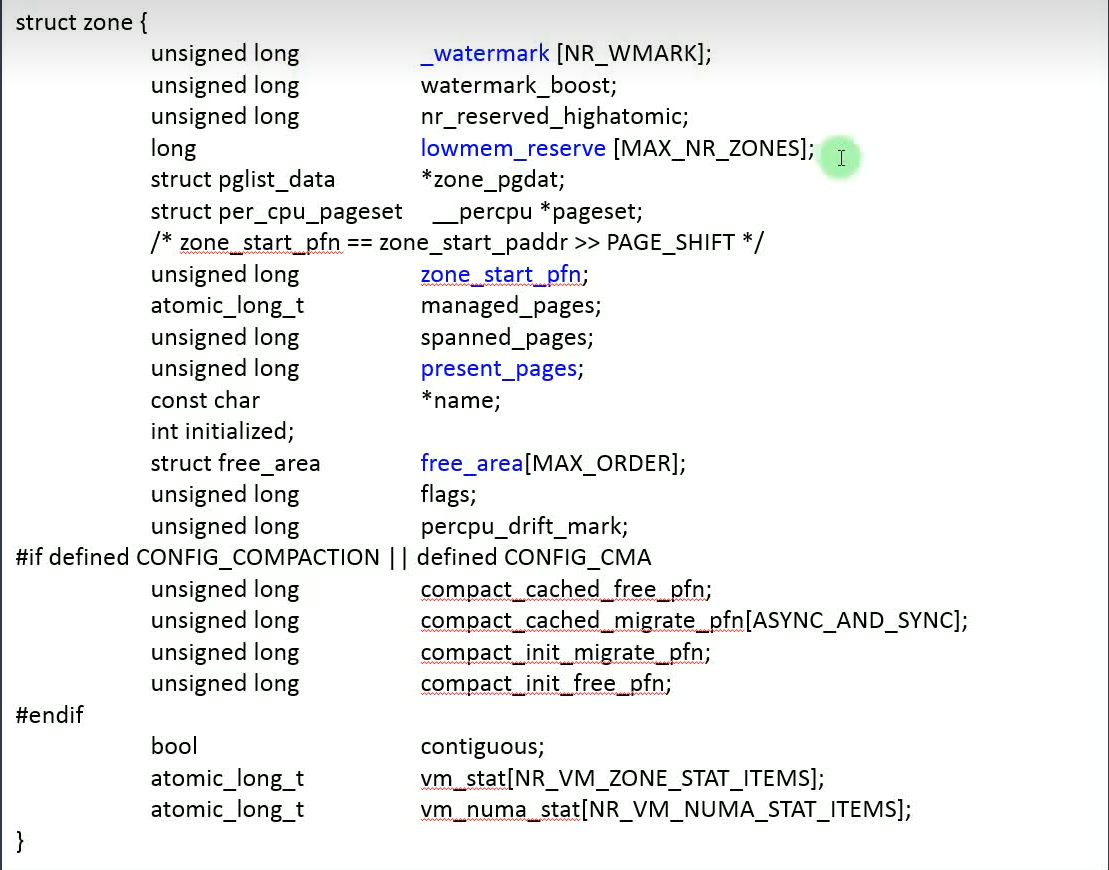 struct zone {
unsigned long _watermark [NR_WMARK];
unsigned long watermark_boost;
unsigned long nr_reserved_highatomic;
long lowmem_reserve [MAX_NR_ZONES];
struct pglist_data *zone_pgdat;
struct per_cpu_pageset __percpu *pageset;
/* zone_start_pfn == zone_start_paddr >> PAGE_SHIFT */
unsigned long zone_start_pfn;
atomic_long_t managed_pages;
unsigned long spanned_pages;
unsigned long present_pages;
const char *name;
int initialized;
struct free_area free_area[MAX_ORDER];
unsigned long flags;
unsigned long percpu_drift_mark;
#if defined CONFIG_COMPACTION || defined CONFIG_CMA
unsigned long compact_cached_free_pfn;
unsigned long compact_cached_migrate_pfn[ASYNC_AND_SYNC];
unsigned long compact_init_migrate_pfn;
unsigned long compact_init_free_pfn;
#endif
bool contiguous;
atomic_long_t vm_stat[NR_VM_ZONE_STAT_ITEMS];
atomic_long_t vm_numa_stat[NR_VM_NUMA_STAT_ITEMS];
}